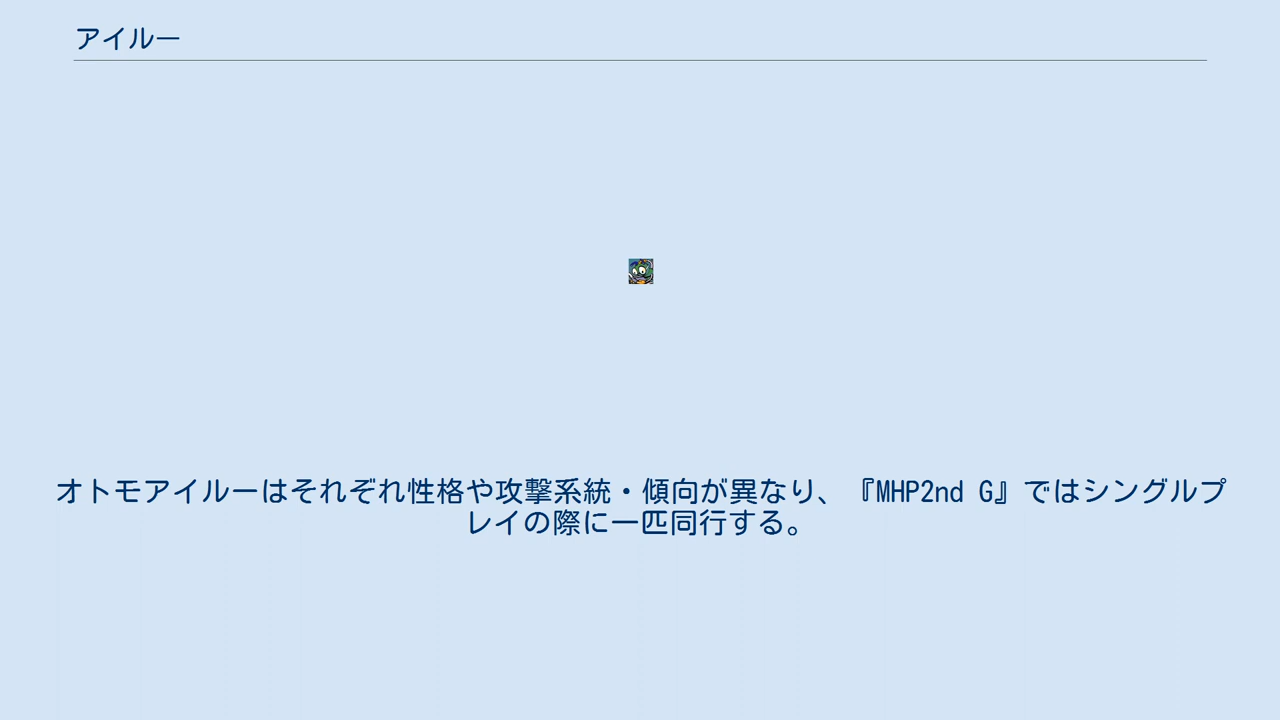 アイルー
オトモアイルーはそれぞれ性格や攻撃系統・傾向が異なり、『MHP2nd G』ではシングルプ
レイの際に一匹同行する。